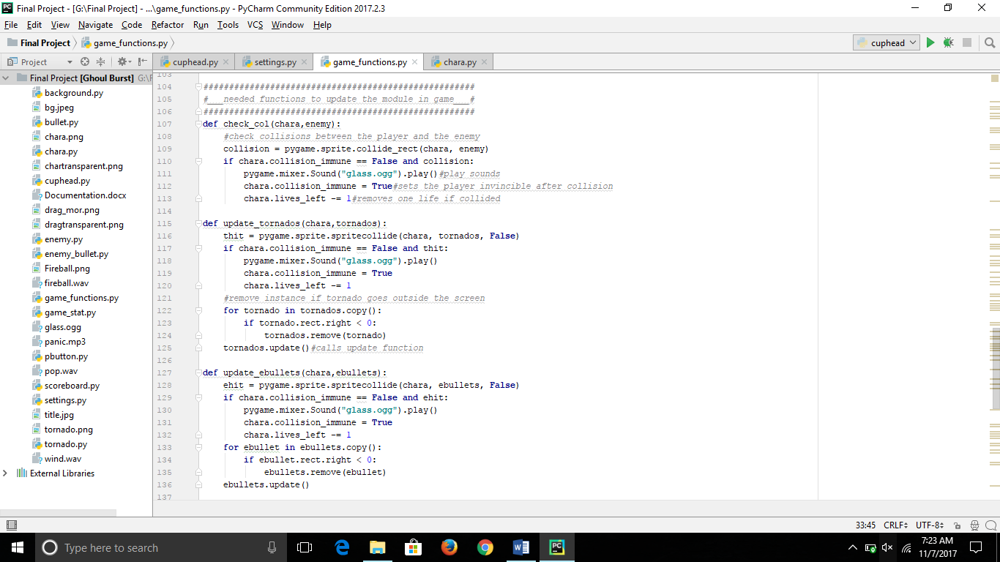 Final Project - [G:\Final Project] - ...\game_functions.py - PyCharm Community Edition 2017.2.3
File Edit View Navigate Code Refactor Run Tools VCS Window Help
Final Project game_functions.py cuphead
Project cuphead.py settings.py game_functions.py chara.py
Final Project [Ghoul Burst] G:\F
background.py
bg.jpeg
bullet.py
chara.png
chara.py
chartransparent.png
cuphead.py
Documentation.docx
drag_mor.png
dragtransparent.png
enemy.py
enemy_bullet.py
Fireball.png
fireball.wav
game_functions.py
game_stat.py
glass.ogg
panic.mp3
pbutton.py
pop.wav
scoreboard.py
settings.py
title.jpg
tornado.png
tornado.py
wind.wav
External Libraries
103
104 #####################################################
105 #___needed functions to update the module in game___#
106 #####################################################
107 def check_col(chara,enemy):
108 #check collisions between the player and the enemy
109 collision = pygame.sprite.collide_rect(chara, enemy)
110 if chara.collision_immune == False and collision:
111 pygame.mixer.Sound("glass.ogg").play()#play sounds
112 chara.collision_immune = True#sets the player invincible after collision
113 chara.lives_left -= 1#removes one life if collided
114
115 def update_tornados(chara,tornados):
116 thit = pygame.sprite.spritecollide(chara, tornados, False)
117 if chara.collision_immune == False and thit:
118 pygame.mixer.Sound("glass.ogg").play()
119 chara.collision_immune = True
120 chara.lives_left -= 1
121 #remove instance if tornado goes outside the screen
122 for tornado in tornados.copy():
123 if tornado.rect.right < 0:
124 tornados.remove(tornado)
125 tornados.update()#calls update function
126
127 def update_ebullets(chara,ebullets):
128 ehit = pygame.sprite.spritecollide(chara, ebullets, False)
129 if chara.collision_immune == False and ehit:
130 pygame.mixer.Sound("glass.ogg").play()
131 chara.collision_immune = True
132 chara.lives_left -= 1
133 for ebullet in ebullets.copy():
134 if ebullet.rect.right < 0:
135 ebullets.remove(ebullet)
136 ebullets.update()
137
33:45 CRLF UTF-8
Type here to search
7:23 AM
11/7/2017